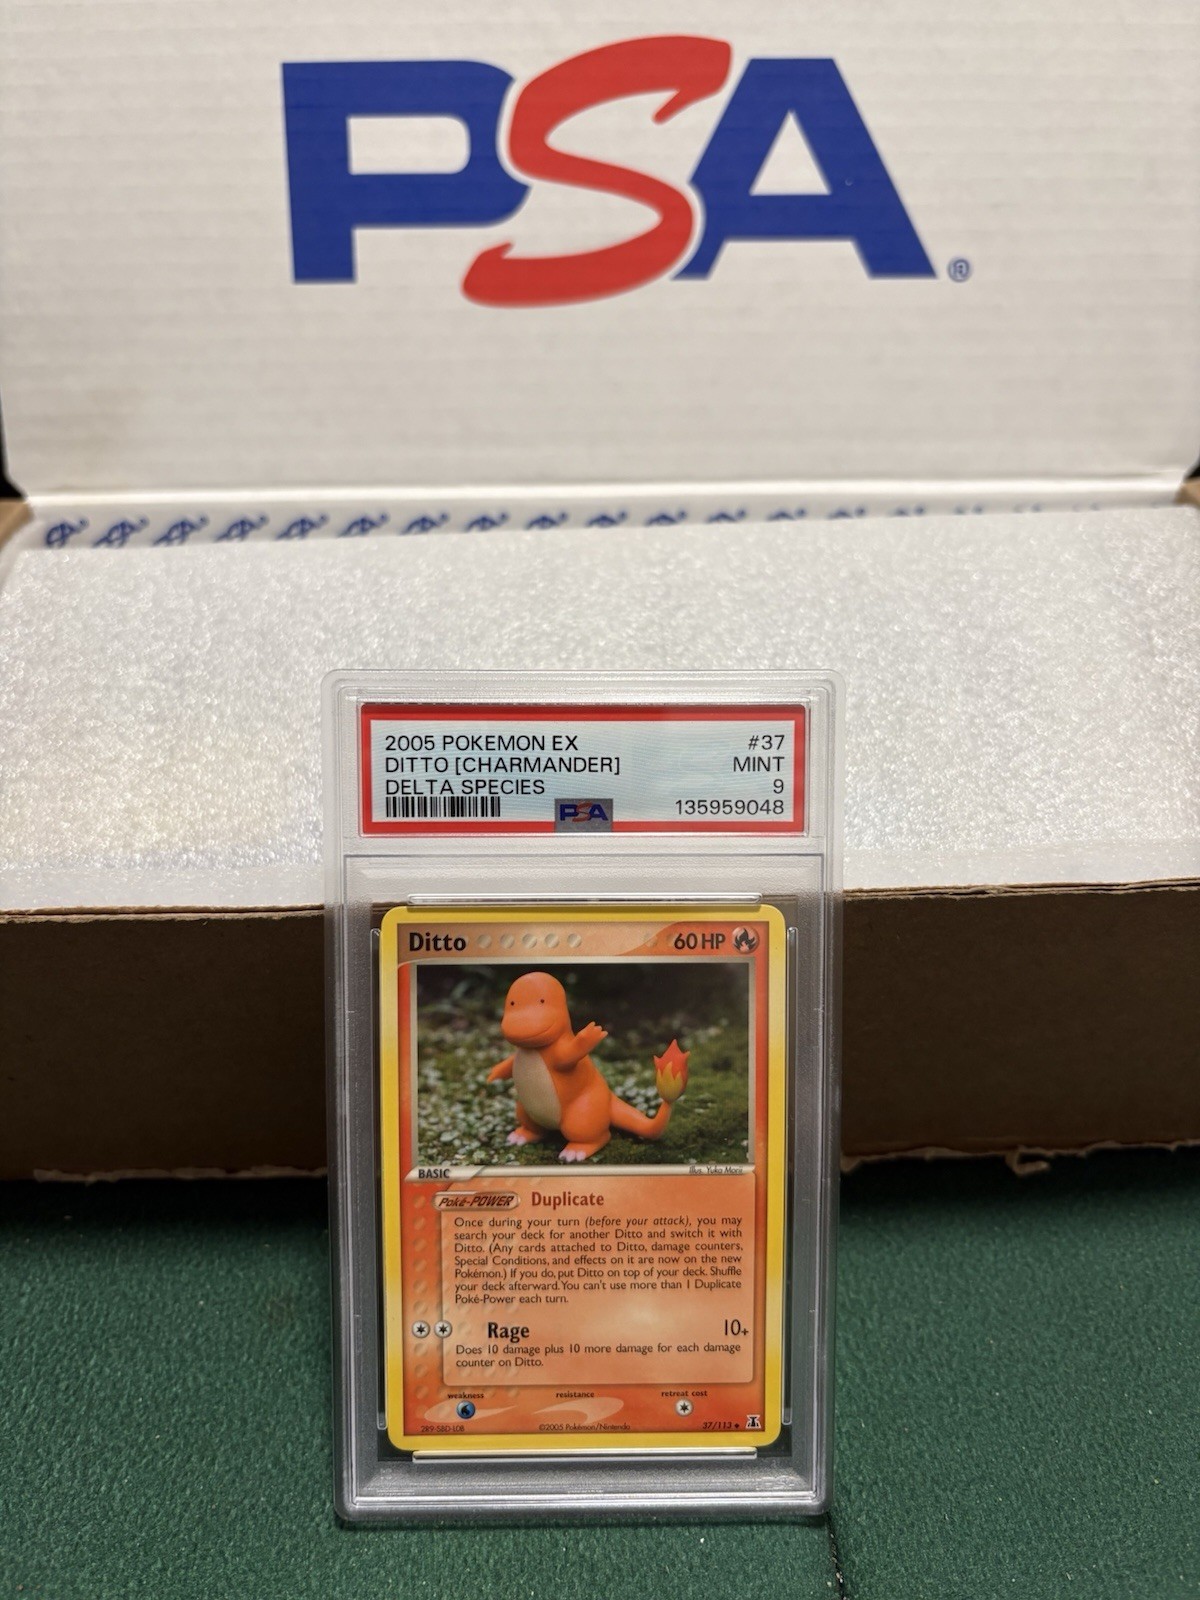 PSA®
2005 POKEMON EX #37
DITTO [CHARMANDER] MINT
DELTA SPECIES 9
PSA 135959048
Ditto 60 HP
BASIC Illus. Yuka Morii
Poké-POWER Duplicate
Once during your turn (before your attack), you may
search your deck for another Ditto and switch it with
Ditto. (Any cards attached to Ditto, damage counters,
Special Conditions, and effects on it are now on the new
Pokémon.) If you do, put Ditto on top of your deck. Shuffle
your deck afterward. You can't use more than 1 Duplicate
Poké-Power each turn.
Rage 10+
Does 10 damage plus 10 more damage for each damage
counter on Ditto.
weakness resistance retreat cost
©2005 Pokémon/Nintendo 37/113